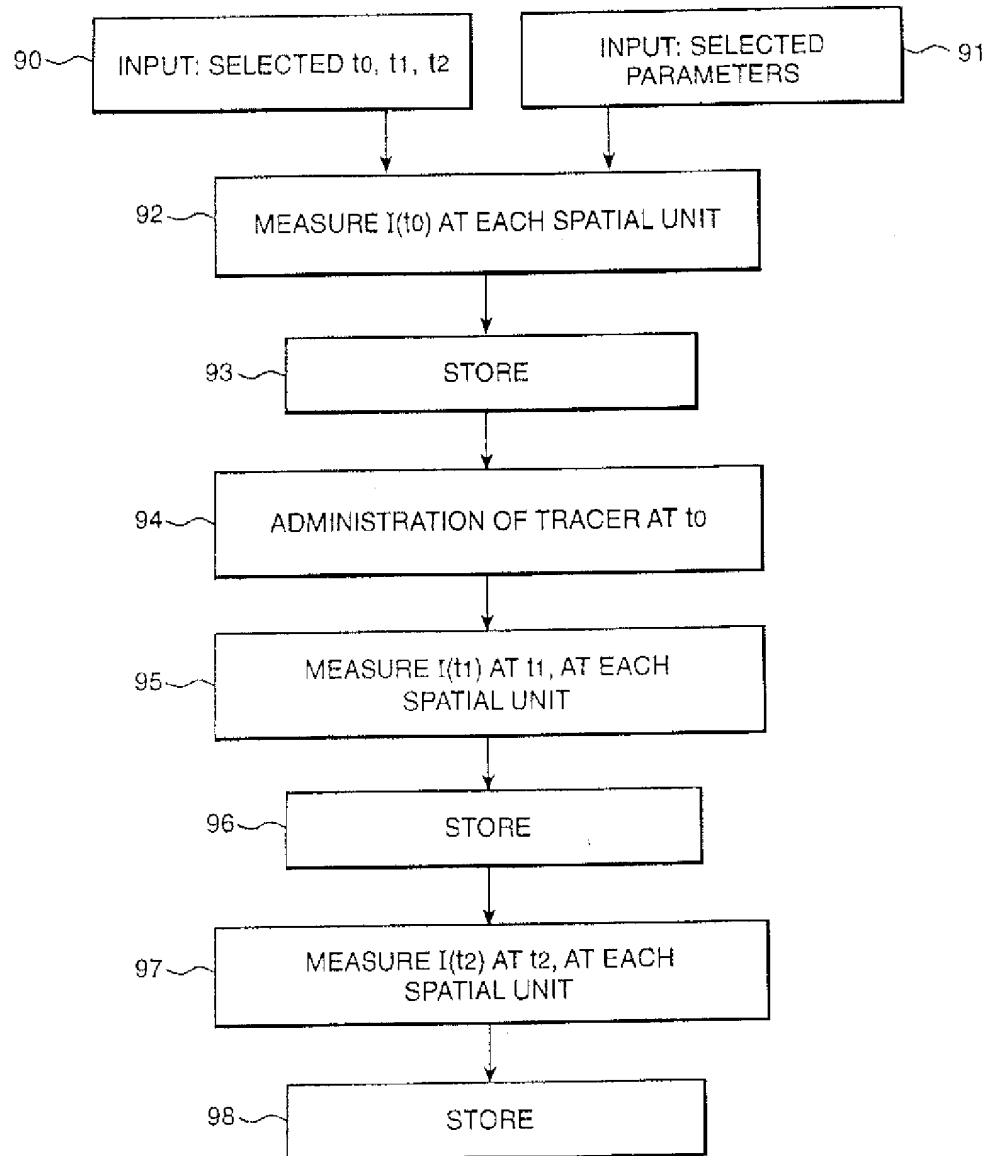 90
INPUT: SELECTED t0, t1, t2
INPUT: SELECTED
PARAMETERS
91
92
MEASURE I(t0) AT EACH SPATIAL UNIT
93
STORE
94
ADMINISTRATION OF TRACER AT t0
95
MEASURE I(t1) AT t1, AT EACH
SPATIAL UNIT
96
STORE
97
MEASURE I(t2) AT t2, AT EACH
SPATIAL UNIT
98
STORE